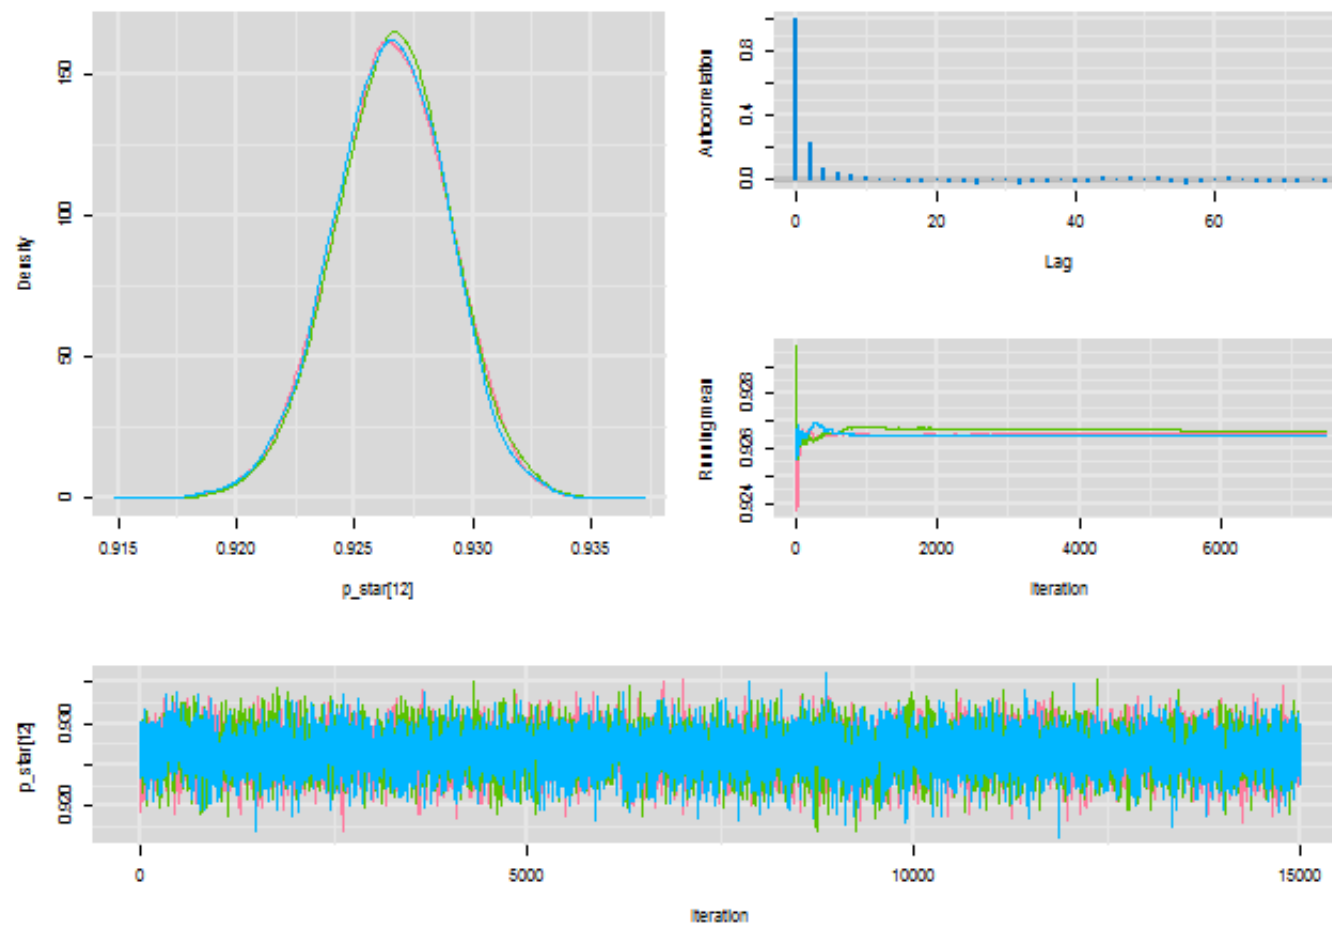 Density
150
100
50
0
0.915 0.920 0.925 0.930 0.935
p_star[12]
Autocorrelation
0.8
0.4
0.0
0 20 40 60
Lag
Running mean
0.928
0.926
0.924
0 2000 4000 6000
Iteration
p_star[12]
0.930
0.920
0 5000 10000 15000
Iteration